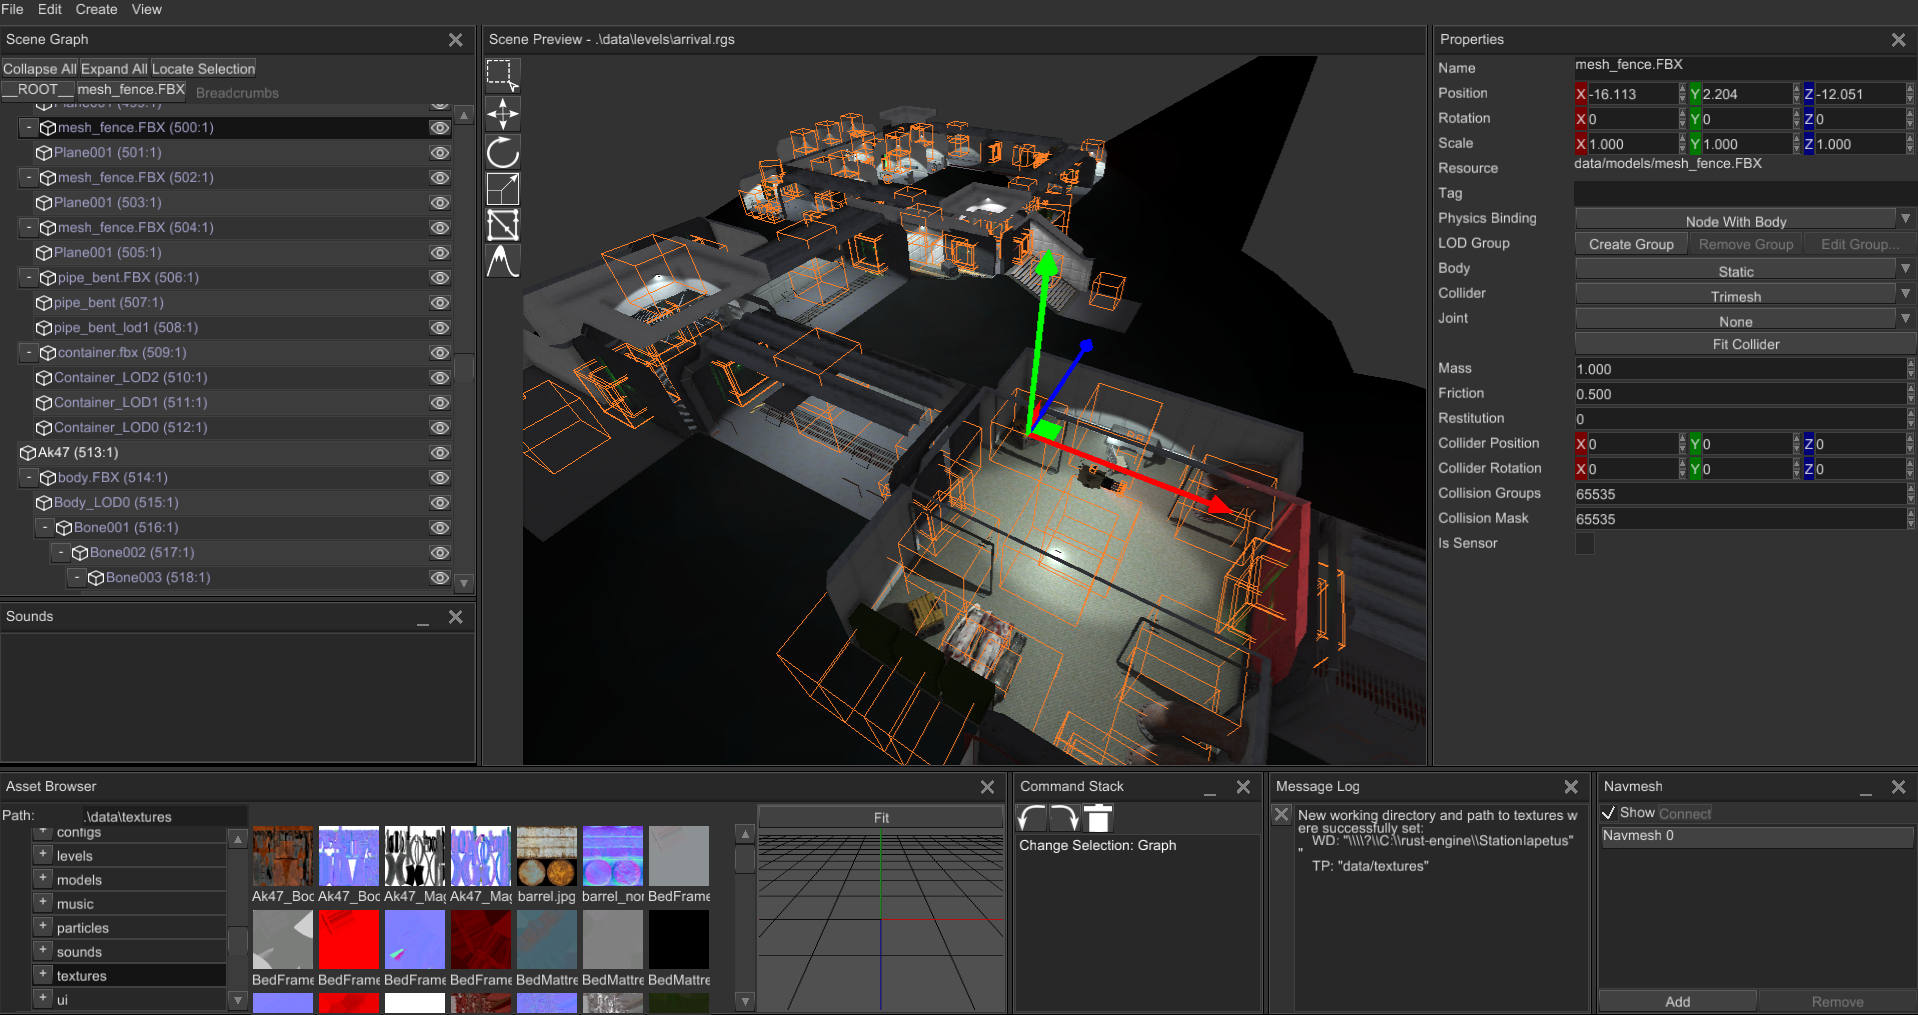 File Edit Create View
Scene Graph
Collapse All Expand All Locate Selection
__ROOT__ mesh_fence.FBX Breadcrumbs
Plane001 (499:1)
- mesh_fence.FBX (500:1)
Plane001 (501:1)
- mesh_fence.FBX (502:1)
Plane001 (503:1)
- mesh_fence.FBX (504:1)
Plane001 (505:1)
- pipe_bent.FBX (506:1)
pipe_bent (507:1)
pipe_bent_lod1 (508:1)
- container.fbx (509:1)
Container_LOD2 (510:1)
Container_LOD1 (511:1)
Container_LOD0 (512:1)
Ak47 (513:1)
- body.FBX (514:1)
Body_LOD0 (515:1)
- Bone001 (516:1)
- Bone002 (517:1)
- Bone003 (518:1)
Sounds
Scene Preview - .\data\levels\arrival.rgs
Properties
Name mesh_fence.FBX
Position X -16.113 Y 2.204 Z -12.051
Rotation X 0 Y 0 Z 0
Scale X 1.000 Y 1.000 Z 1.000
Resource data/models/mesh_fence.FBX
Tag
Physics Binding Node With Body
LOD Group Create Group Remove Group Edit Group...
Body Static
Collider Trimesh
Joint None
Fit Collider
Mass 1.000
Friction 0.500
Restitution 0
Collider Position X 0 Y 0 Z 0
Collider Rotation X 0 Y 0 Z 0
Collision Groups 65535
Collision Mask 65535
Is Sensor
Asset Browser
Path: .\data\textures
+ configs
+ levels
+ models
+ music
+ particles
+ sounds
+ textures
+ ui
Ak47_Boc Ak47_Boc Ak47_Mag Ak47_Mag barrel.jpg barrel_nor BedFrame
BedFrame BedFrame BedFrame BedFrame BedMattre BedMattre BedMattre
Fit
Command Stack
Change Selection: Graph
Message Log
New working directory and path to textures w
ere successfully set:
WD: "\\\\?\\C:\\rust-engine\\StationIapetus"
"
TP: "data/textures"
Navmesh
Show Connect
Navmesh 0
Add Remove